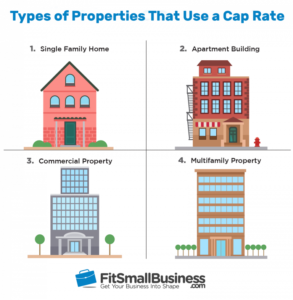 Types of Properties That Use a Cap Rate
1. Single Family Home
2. Apartment Building
3. Commercial Property
4. Multifamily Property
FitSmallBusiness
Get Your Business Into Shape
.com